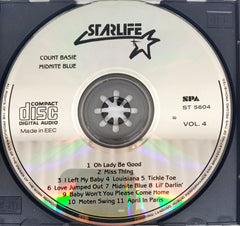 STARLIFE
COUNT BASIE
MIDNITE BLUE
COMPACT
disc
DIGITAL AUDIO
Made in EEC
SPA
ST 5604
VOL. 4
1 Oh Lady Be Good
2 Miss Thing
3 I Left My Baby 4 Louisiana 5 Tickle Toe
6 Love Jumped Out 7 Midnite Blue 8 Lil' Darlin'
9 Baby Won't You Please Come Home
10 Moten Swing 11 April In Paris